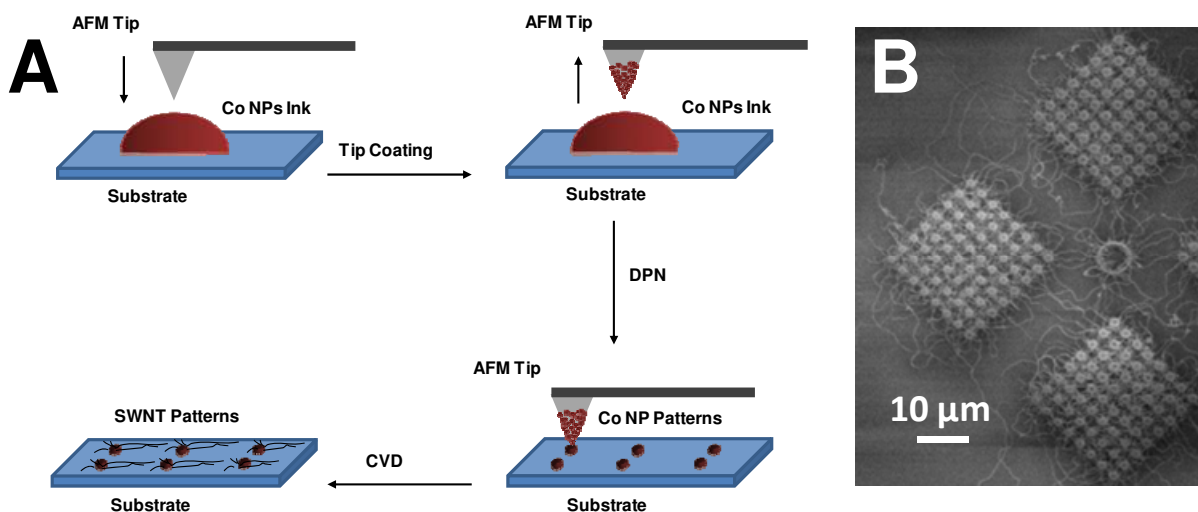 A
AFM Tip
Co NPs Ink
Substrate
Tip Coating
AFM Tip
Co NPs Ink
Substrate
DPN
AFM Tip
Co NP Patterns
Substrate
CVD
SWNT Patterns
Substrate
B
10 µm